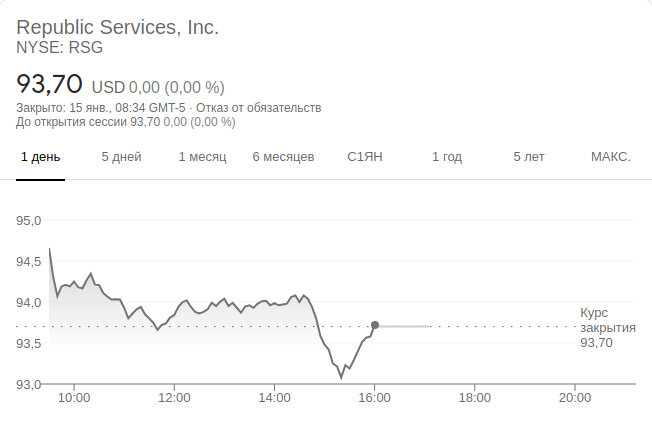 Republic Services, Inc.
NYSE: RSG
93,70 USD 0,00 (0,00 %)
Закрыто: 15 янв., 08:34 GMT-5 · Отказ от обязательств
До открытия сессии 93,70 0,00 (0,00 %)
1 день 5 дней 1 месяц 6 месяцев С1ЯН 1 год 5 лет МАКС.
95,0
94,5
94,0
93,5
93,0
Курс
закрытия
93,70
10:00 12:00 14:00 16:00 18:00 20:00